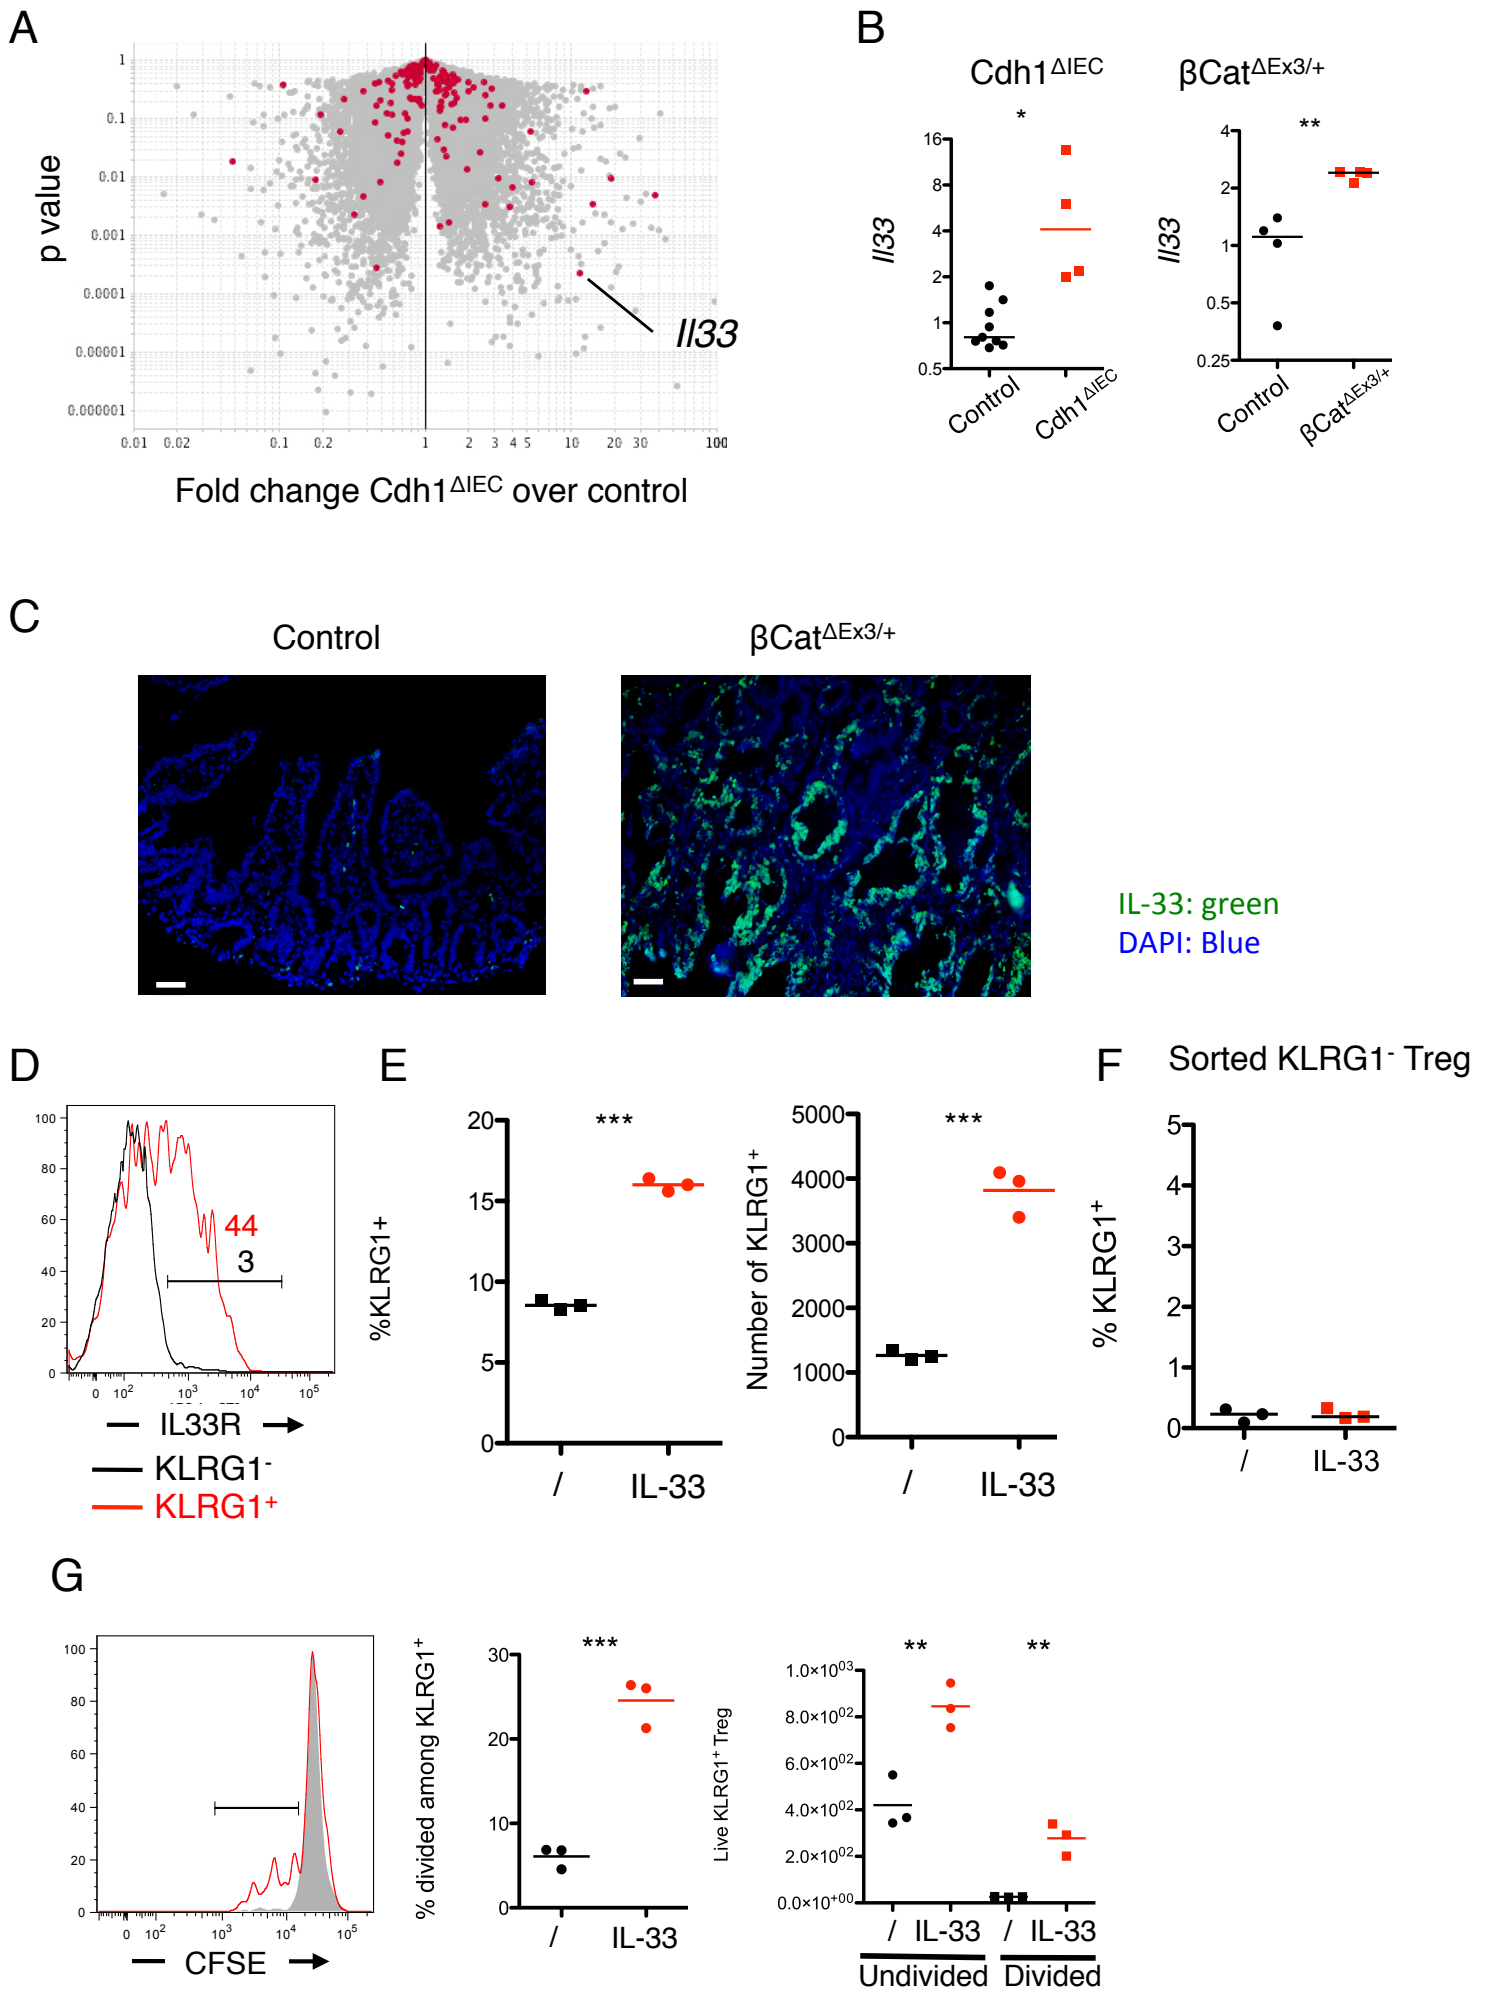 A
p value
1
0.1
0.01
0.001
0.0001
0.00001
0.000001
0.01 0.02 0.1 0.2 1 2 3 4 5 10 20 30 100
Il33
Fold change Cdh1ΔIEC over control
B
Cdh1ΔIEC
*
Il33
16
8
4
2
1
0.5
Control Cdh1ΔIEC
βCatΔEx3/+
**
Il33
4
2
1
0.5
0.25
Control βCatΔEx3/+
C
Control
βCatΔEx3/+
IL-33: green
DAPI: Blue
D
100
80
60
40
20
0
44
3
0 10² 10³ 10⁴ 10⁵
IL33R
KLRG1-
KLRG1+
E
***
%KLRG1+
20
15
10
5
0
/ IL-33
***
Number of KLRG1+
5000
4000
3000
2000
1000
0
/ IL-33
F
Sorted KLRG1- Treg
% KLRG1+
5
4
3
2
1
0
/ IL-33
G
100
80
60
40
20
0
0 10² 10³ 10⁴ 10⁵
CFSE
***
% divided among KLRG1+
30
20
10
0
/ IL-33
** **
Live KLRG1+ Treg
1.0×10⁰³
8.0×10⁰²
6.0×10⁰²
4.0×10⁰²
2.0×10⁰²
0.0×10⁺⁰⁰
/ IL-33 / IL-33
Undivided Divided